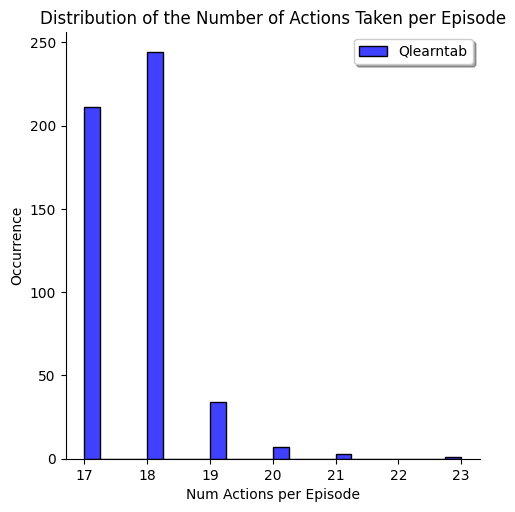 Distribution of the Number of Actions Taken per Episode
Qlearntab
250
200
150
100
50
0
Occurrence
17 18 19 20 21 22 23
Num Actions per Episode